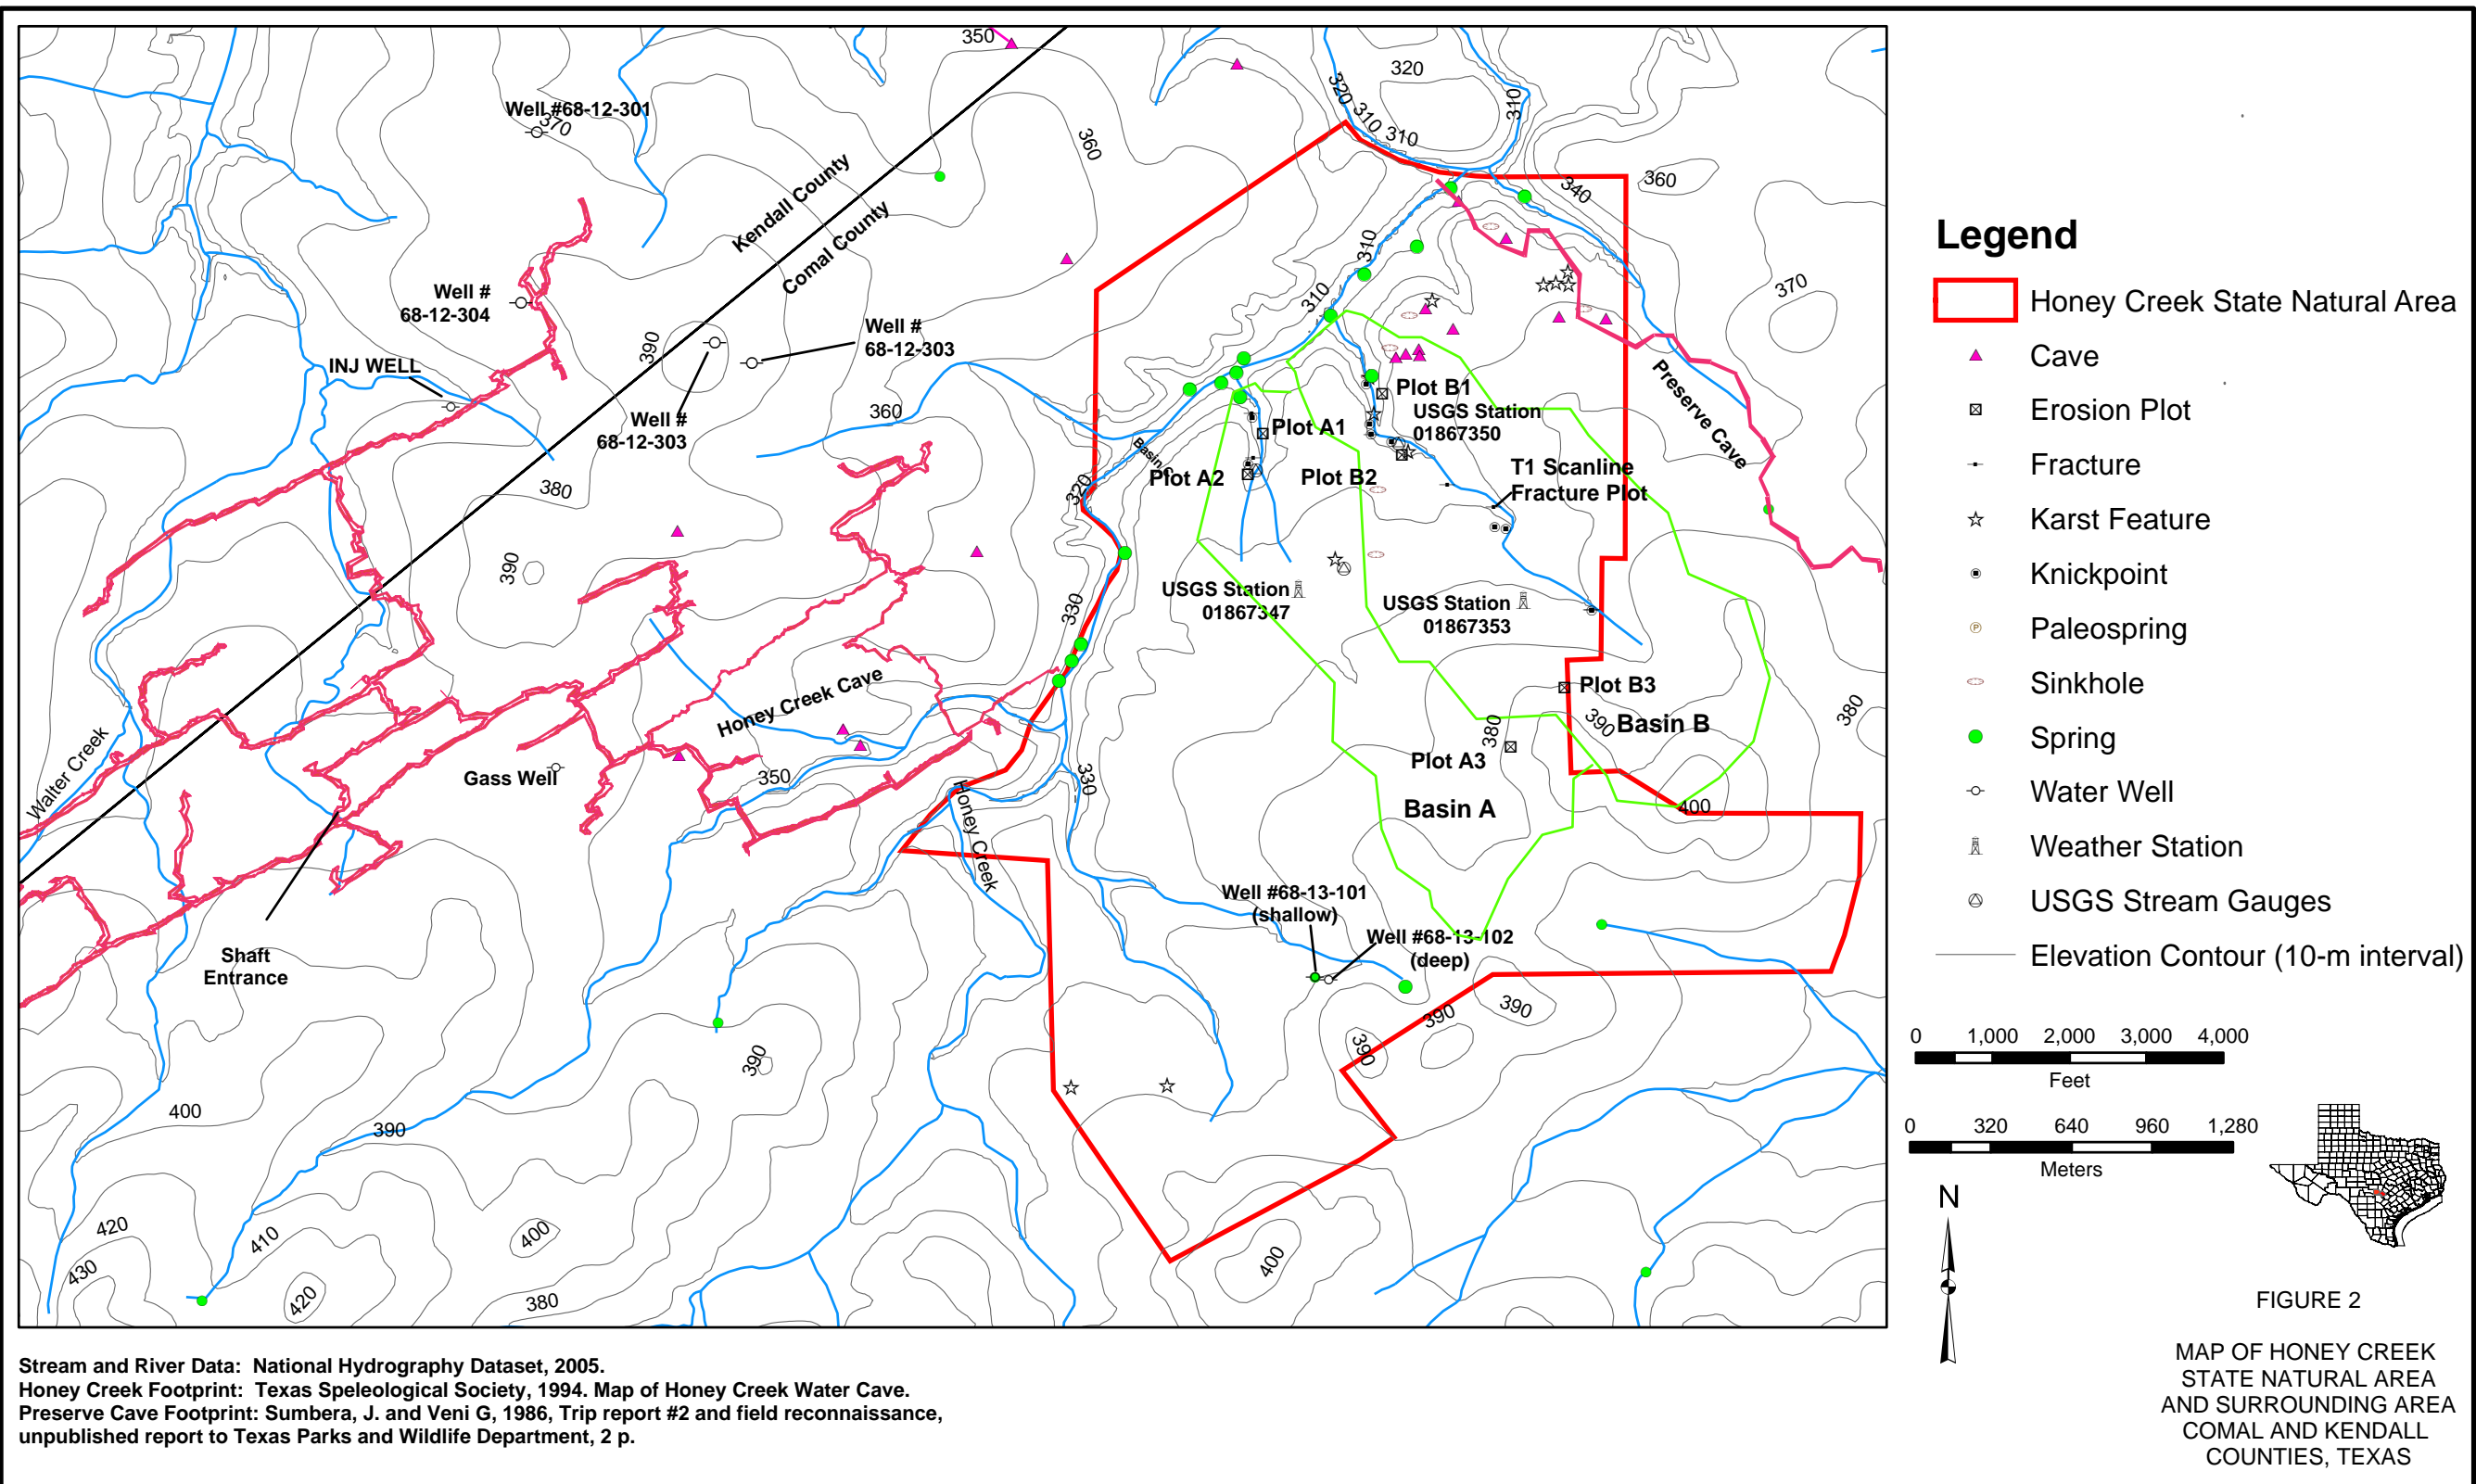 350
320
320
310
310
310
Well #68-12-301
370
360
Kendall County
Comal County
340
360
310
370
310
Well #
68-12-304
390
Well #
68-12-303
INJ WELL
Well #
68-12-303
360
Plot B1
USGS Station
01867350
Preserve Cave
Plot A1
Plot A2
Plot B2
T1 Scanline
Fracture Plot
320
380
390
USGS Station
01867347
USGS Station
01867353
330
Honey Creek Cave
Plot B3
390
Basin B
380
380
Plot A3
Walter Creek
Gass Well
350
330
Honey Creek
Basin A
400
Well #68-13-101
(shallow)
Well #68-13-102
(deep)
Shaft
Entrance
390
390
390
390
400
390
420
410
430
420
400
400
380
Legend
Honey Creek State Natural Area
Cave
Erosion Plot
Fracture
Karst Feature
Knickpoint
P Paleospring
Sinkhole
Spring
Water Well
Weather Station
USGS Stream Gauges
Elevation Contour (10-m interval)
0 1,000 2,000 3,000 4,000
Feet
0 320 640 960 1,280
Meters
N
FIGURE 2
MAP OF HONEY CREEK
STATE NATURAL AREA
AND SURROUNDING AREA
COMAL AND KENDALL
COUNTIES, TEXAS
Stream and River Data: National Hydrography Dataset, 2005.
Honey Creek Footprint: Texas Speleological Society, 1994. Map of Honey Creek Water Cave.
Preserve Cave Footprint: Sumbera, J. and Veni G, 1986, Trip report #2 and field reconnaissance,
unpublished report to Texas Parks and Wildlife Department, 2 p.